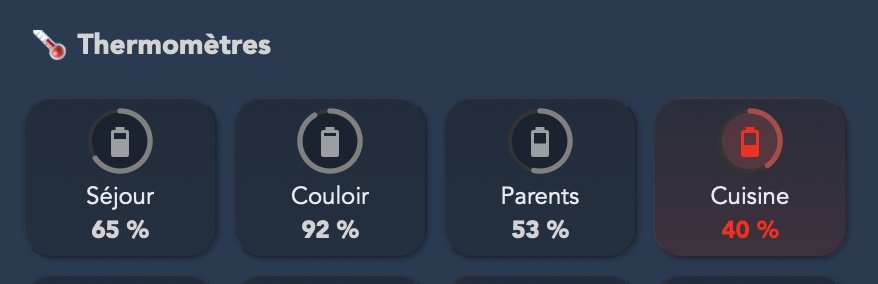 Thermomètres
Séjour
65 %
Couloir
92 %
Parents
53 %
Cuisine
40 %